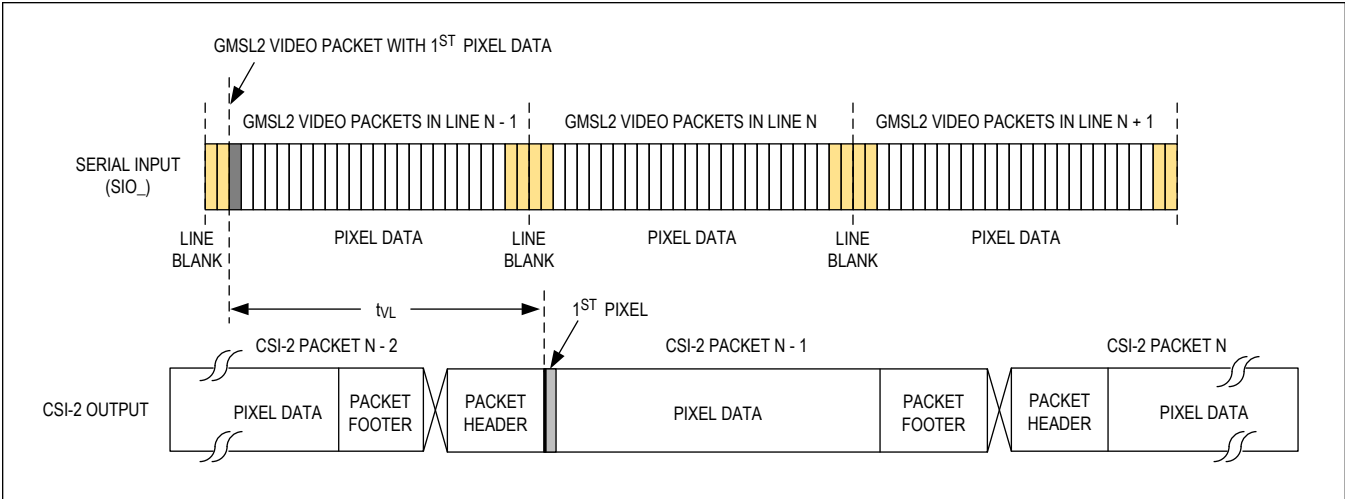 GMSL2 VIDEO PACKET WITH 1ST PIXEL DATA
GMSL2 VIDEO PACKETS IN LINE N - 1
GMSL2 VIDEO PACKETS IN LINE N
GMSL2 VIDEO PACKETS IN LINE N + 1
SERIAL INPUT
(SIO_)
LINE
BLANK
PIXEL DATA
LINE
BLANK
PIXEL DATA
LINE
BLANK
PIXEL DATA
tVL
1ST PIXEL
CSI-2 PACKET N - 2
CSI-2 PACKET N - 1
CSI-2 PACKET N
CSI-2 OUTPUT
PIXEL DATA
PACKET
FOOTER
PACKET
HEADER
PIXEL DATA
PACKET
FOOTER
PACKET
HEADER
PIXEL DATA